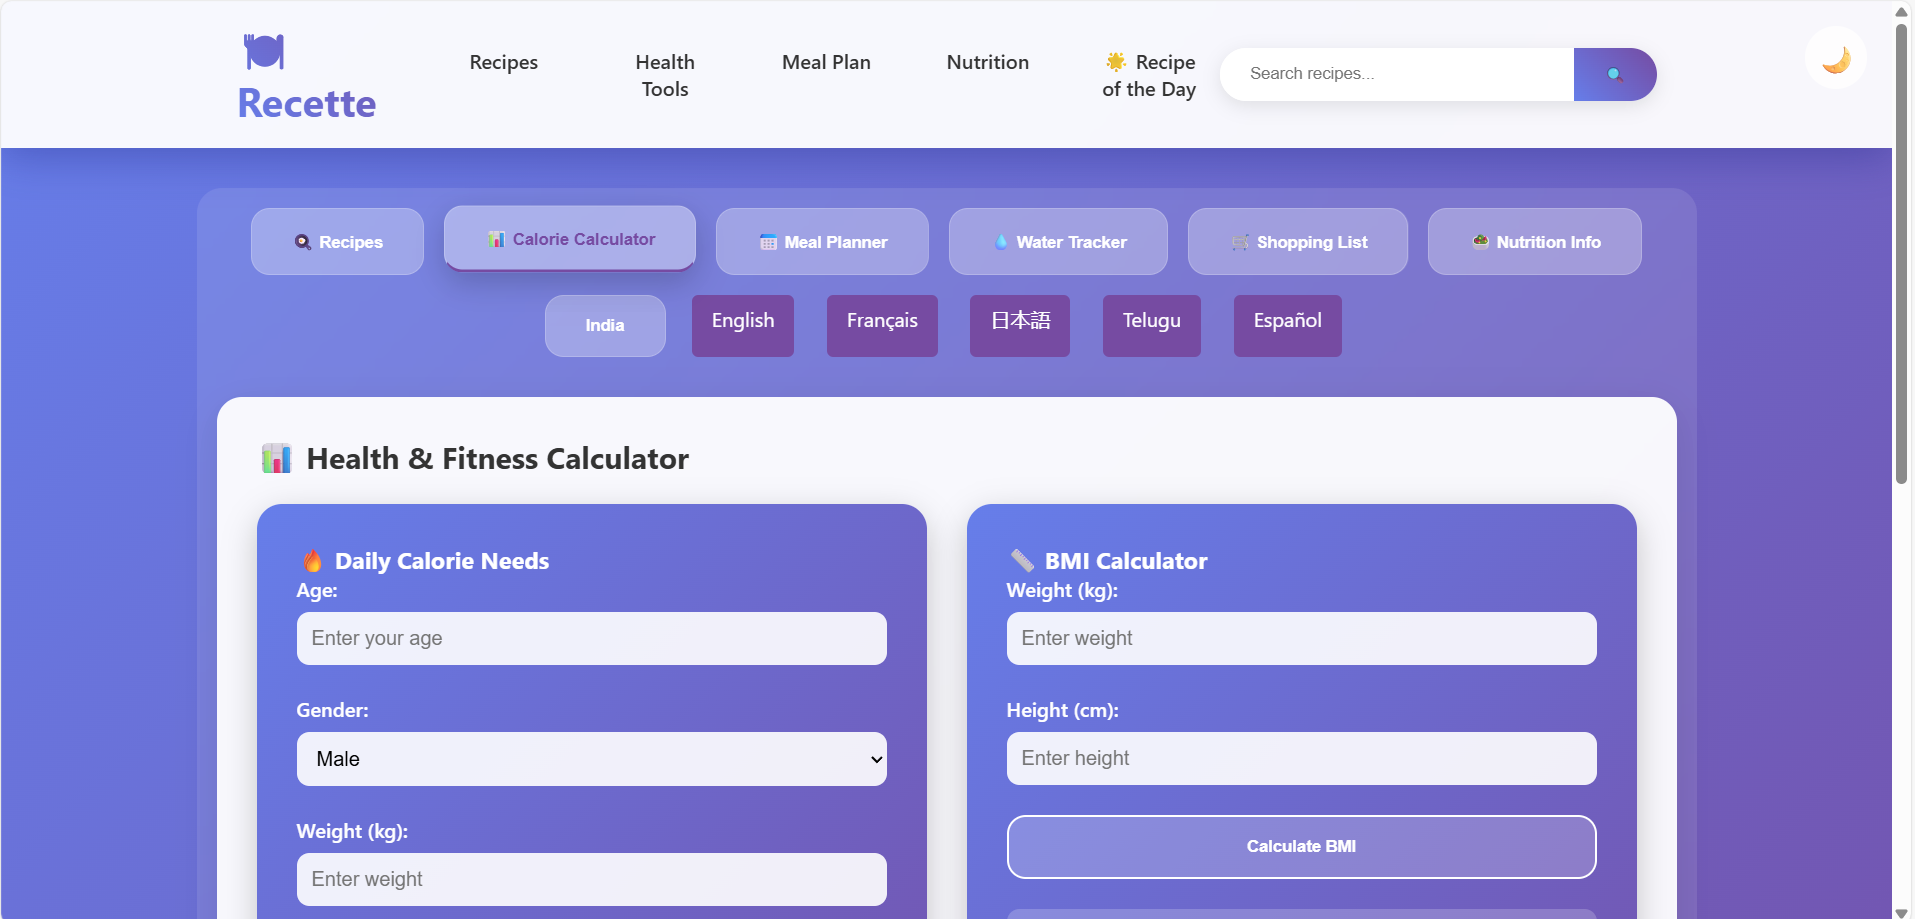 Recette
Recipes
Health
Tools
Meal Plan
Nutrition
Recipe
of the Day
Search recipes...
Recipes
Calorie Calculator
Meal Planner
Water Tracker
Shopping List
Nutrition Info
India
English
Français
日本語
Telugu
Español
Health & Fitness Calculator
Daily Calorie Needs
Age:
Enter your age
Gender:
Male
Weight (kg):
Enter weight
BMI Calculator
Weight (kg):
Enter weight
Height (cm):
Enter height
Calculate BMI